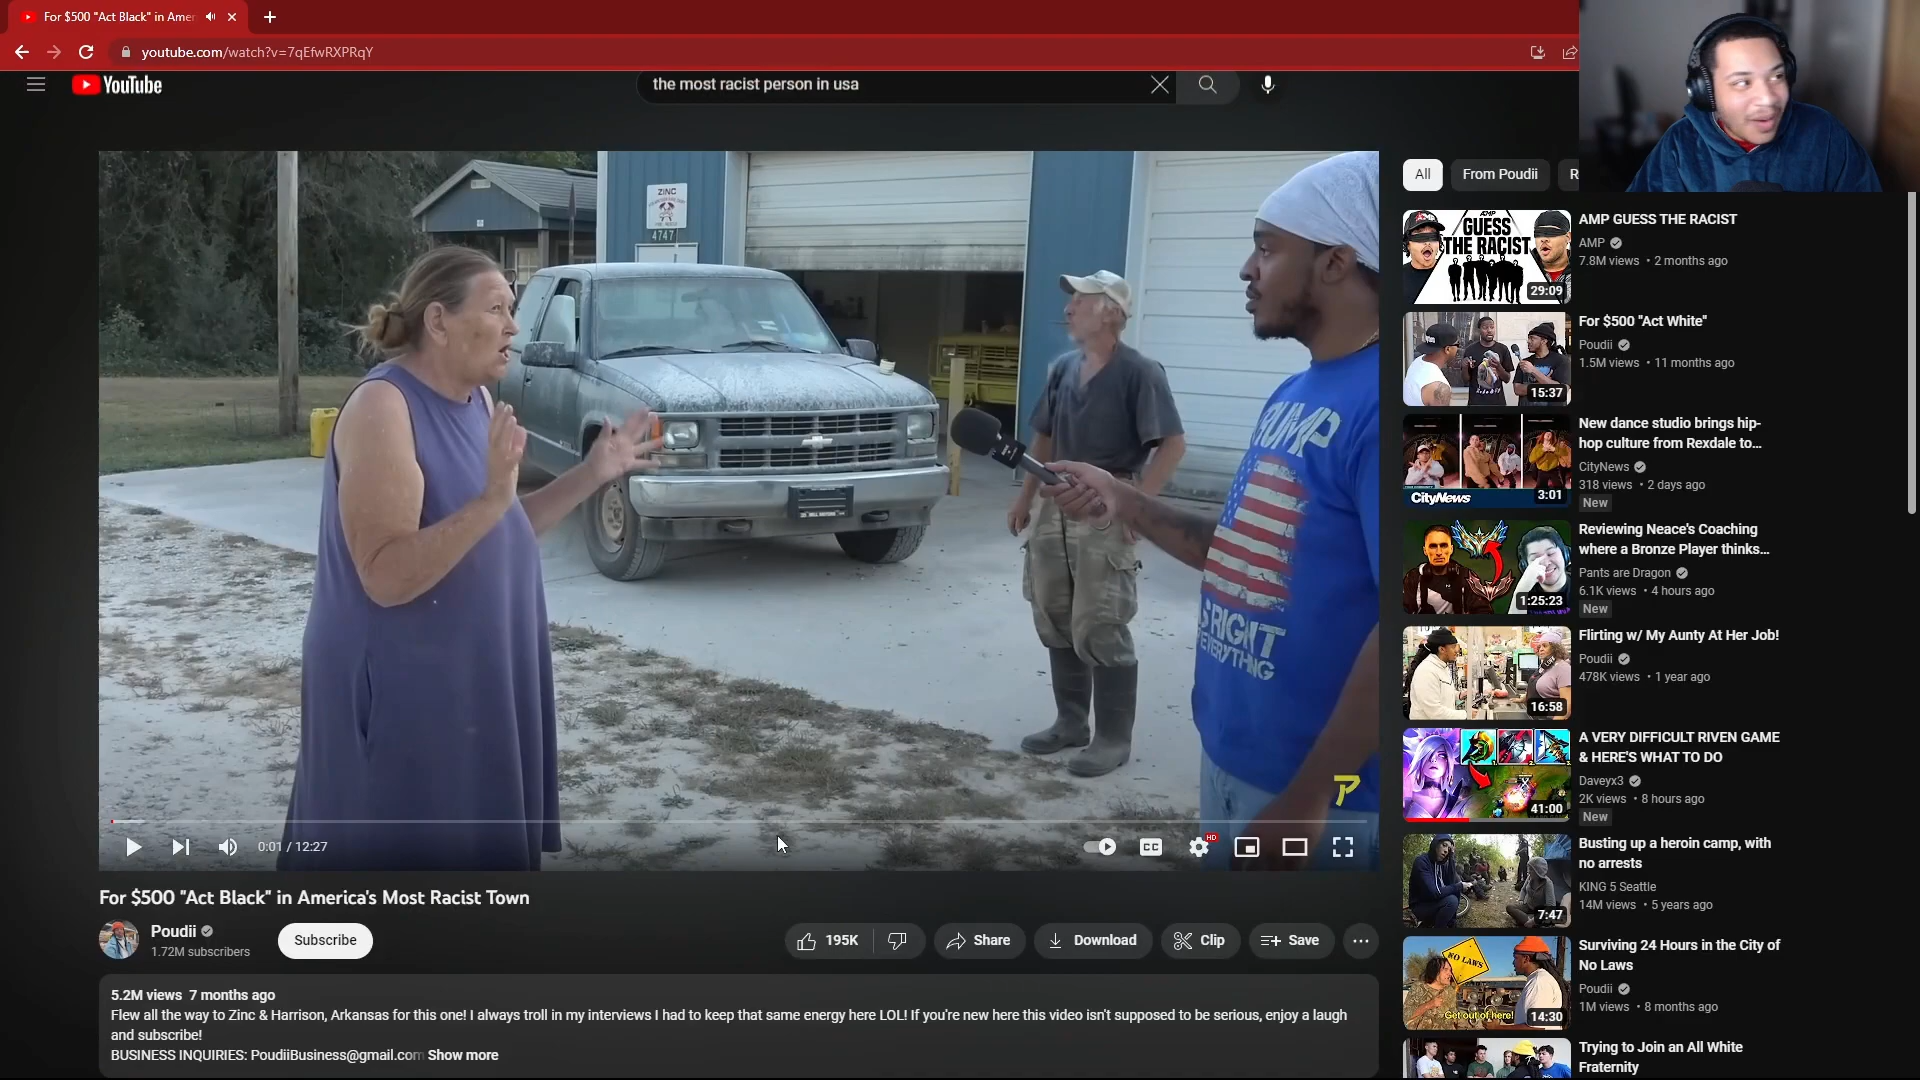 For $500 "Act Black" in Amer
youtube.com/watch?v=7qEfwRXPRqY
YouTube
the most racist person in usa
ZINC
4747
TRUMP
RIGHT
EVERYTHING
0:01 / 12:27
CC
HD
For $500 "Act Black" in America's Most Racist Town
Poudii
1.72M subscribers
Subscribe
195K
Share
Download
Clip
Save
5.2M views 7 months ago
Flew all the way to Zinc & Harrison, Arkansas for this one! I always troll in my interviews I had to keep that same energy here LOL! If you're new here this video isn't supposed to be serious, enjoy a laugh
and subscribe!
BUSINESS INQUIRIES: PoudiiBusiness@gmail.com Show more
All
From Poudii
R
AMP
GUESS
THE RACIST
29:09
AMP GUESS THE RACIST
AMP
7.8M views • 2 months ago
15:37
For $500 "Act White"
Poudii
1.5M views • 11 months ago
CityNews
3:01
New dance studio brings hip-
hop culture from Rexdale to...
CityNews
318 views • 2 days ago
New
1:25:23
Reviewing Neace's Coaching
where a Bronze Player thinks...
Pants are Dragon
6.1K views • 4 hours ago
New
16:58
Flirting w/ My Aunty At Her Job!
Poudii
478K views • 1 year ago
41:00
A VERY DIFFICULT RIVEN GAME
& HERE'S WHAT TO DO
Daveyx3
2K views • 8 hours ago
New
7:47
Busting up a heroin camp, with
no arrests
KING 5 Seattle
14M views • 5 years ago
NO LAWS
Get out of here!
14:30
Surviving 24 Hours in the City of
No Laws
Poudii
1M views • 8 months ago
Trying to Join an All White
Fraternity